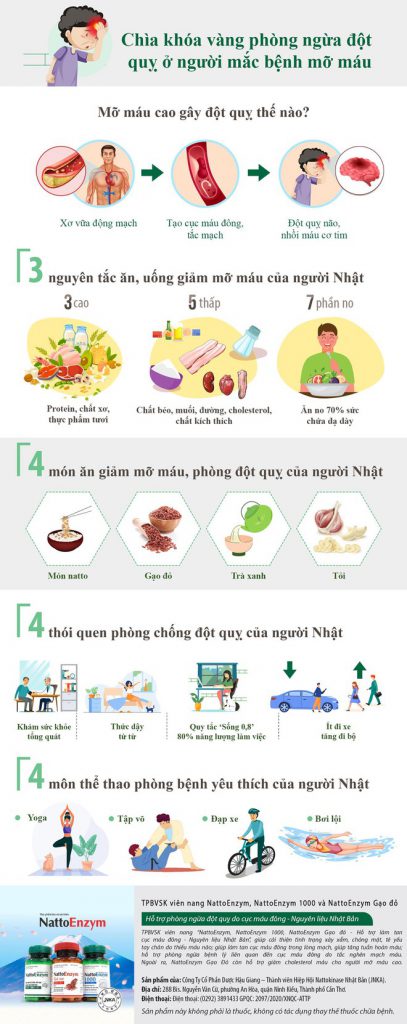 Chìa khóa vàng phòng ngừa đột
quỵ ở người mắc bệnh mỡ máu
Mỡ máu cao gây đột quỵ thế nào?
Xơ vữa động mạch
Tạo cục máu đông,
tắc mạch
Đột quỵ não,
nhồi máu cơ tim
3 nguyên tắc ăn, uống giảm mỡ máu của người Nhật
3 cao
5 thấp
7 phần no
Protein, chất xơ,
thực phẩm tươi
Chất béo, muối, đường, cholesterol,
chất kích thích
Ăn no 70% sức
chứa dạ dày
4 món ăn giảm mỡ máu, phòng đột quỵ của người Nhật
Món natto
Gạo đỏ
Trà xanh
Tỏi
4 thói quen phòng chống đột quỵ của người Nhật
Khám sức khỏe
tổng quát
Thức dậy
từ từ
Quy tắc 'Sống 0,8'
80% năng lượng làm việc
Ít đi xe
tăng đi bộ
4 môn thể thao phòng bệnh yêu thích của người Nhật
Yoga
Tập võ
Đạp xe
Bơi lội
NattoEnzym
JNKA
TPBVSK viên nang NattoEnzym, NattoEnzym 1000 và NattoEnzym Gạo đỏ
Hỗ trợ phòng ngừa đột quỵ do cục máu đông - Nguyên liệu Nhật Bản
TPBVSK viên nang "NattoEnzym, NattoEnzym 1000, NattoEnzym Gạo đỏ - Hỗ trợ làm tan
cục máu đông - Nguyên liệu Nhật Bản", giúp cải thiện tình trạng xây xẩm, chóng mặt, tê yếu
tay chân do thiếu máu não; giúp làm tan cục máu đông trong lòng mạch, giúp tăng tuần hoàn máu;
hỗ trợ phòng ngừa bệnh lý liên quan đến cục máu đông do tắc nghẽn mạch máu.
Ngoài ra, NattoEnzym Gạo Đỏ còn hỗ trợ giảm cholesterol máu cho người mỡ máu cao.
Sản phẩm của: Công Ty Cổ Phần Dược Hậu Giang – Thành viên Hiệp Hội Nattokinase Nhật Bản (JNKA).
Địa chỉ: 288 Bis. Nguyễn Văn Cừ, phường An Hòa, quận Ninh Kiều, Thành phố Cần Thơ.
Điện thoại: Điện thoại: (0292) 3891433 GPQC: 2097/2020/XNQC-ATTP
Sản phẩm này không phải là thuốc, không có tác dụng thay thế thuốc chữa bệnh.